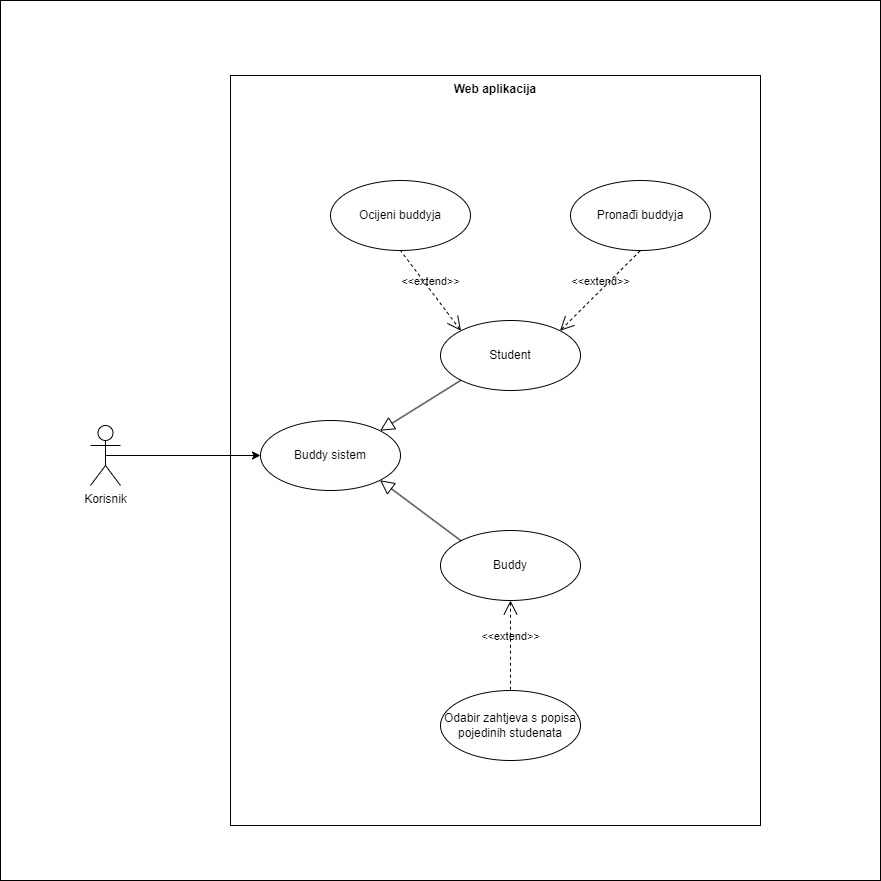 Web aplikacija
Ocijeni buddyja
Pronađi buddyja
<<extend>>
<<extend>>
Student
Buddy sistem
Korisnik
Buddy
<<extend>>
Odabir zahtjeva s popisa
pojedinih studenata